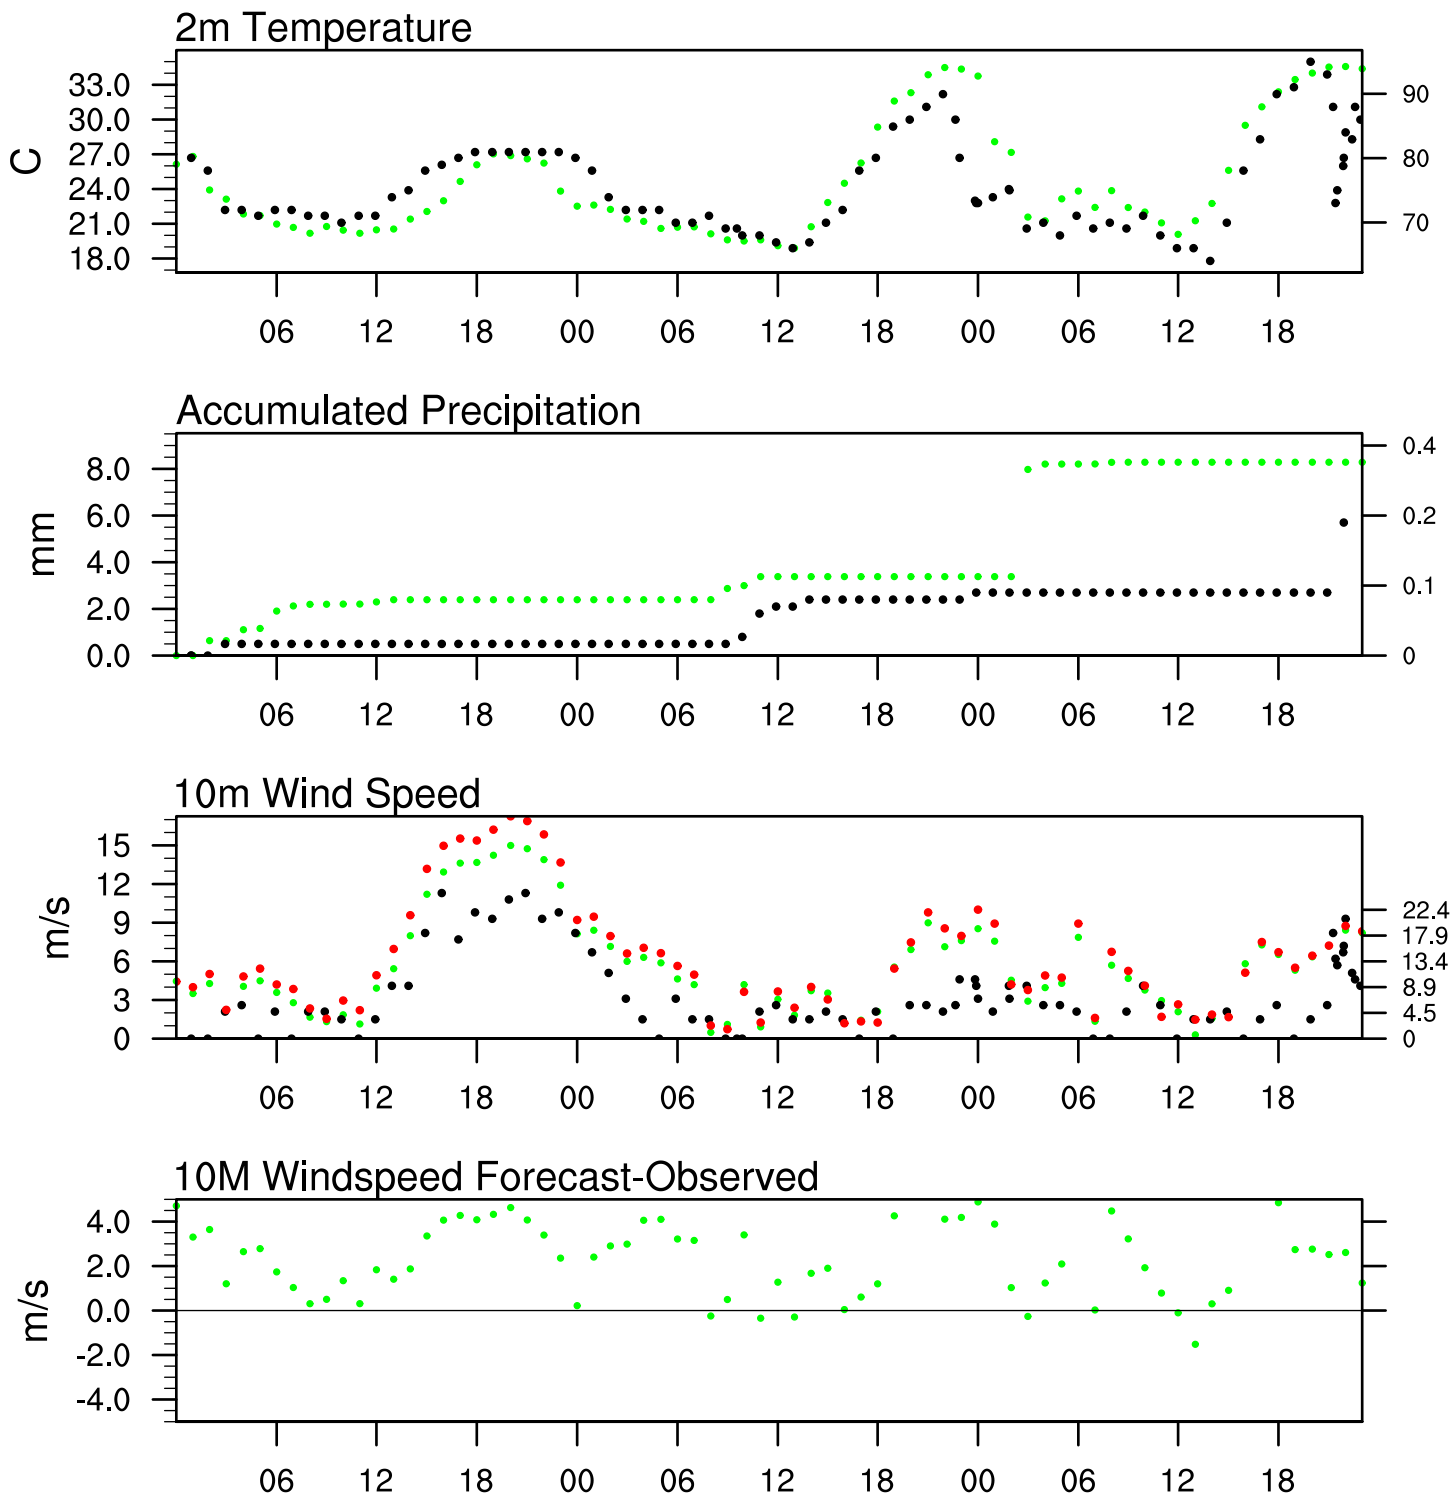 2m Temperature
33.0
30.0
27.0
24.0
21.0
18.0
C
90
80
70
06 12 18 00 06 12 18 00 06 12 18
Accumulated Precipitation
8.0
6.0
4.0
2.0
0.0
mm
0.4
0.2
0.1
0
06 12 18 00 06 12 18 00 06 12 18
10m Wind Speed
15
12
9
6
3
0
m/s
22.4
17.9
13.4
8.9
4.5
0
06 12 18 00 06 12 18 00 06 12 18
10M Windspeed Forecast-Observed
4.0
2.0
0.0
-2.0
-4.0
m/s
06 12 18 00 06 12 18 00 06 12 18